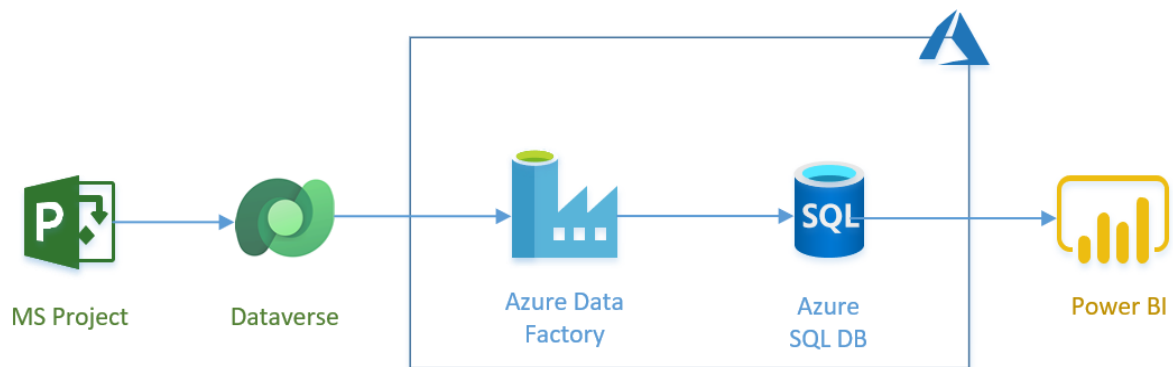 P
SQL
MS Project
Dataverse
Azure Data
Factory
Azure
SQL DB
Power BI